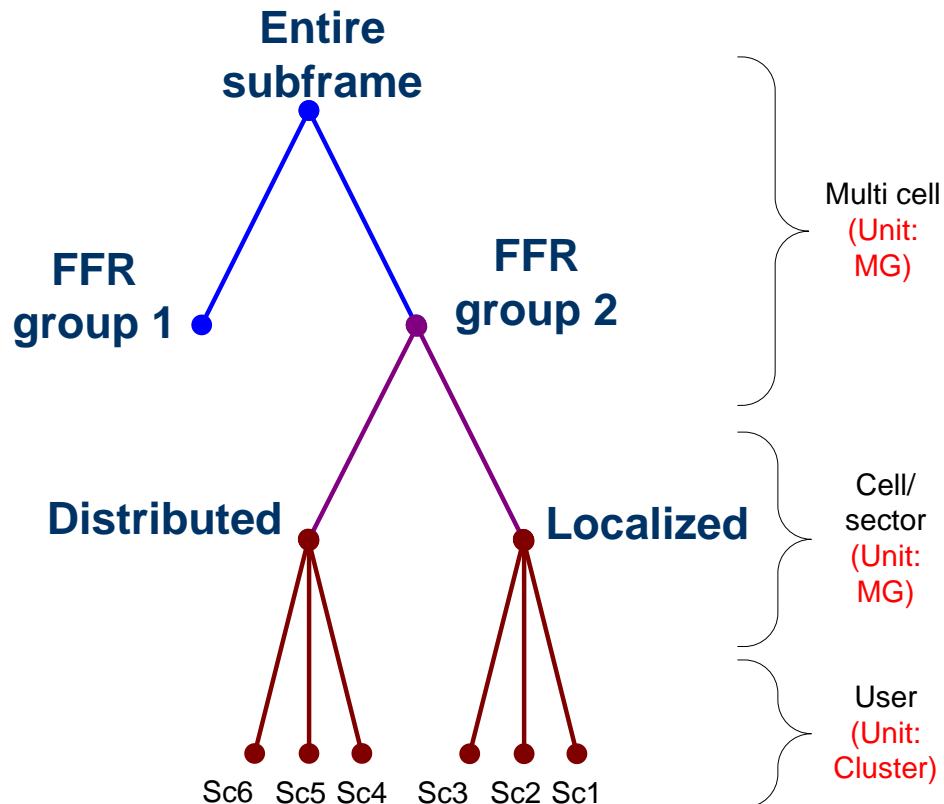 Entire
subframe
Multi cell
(Unit:
MG)
FFR
group 1
FFR
group 2
Distributed
Localized
Cell/
sector
(Unit:
MG)
User
(Unit:
Cluster)
Sc6 Sc5 Sc4 Sc3 Sc2 Sc1